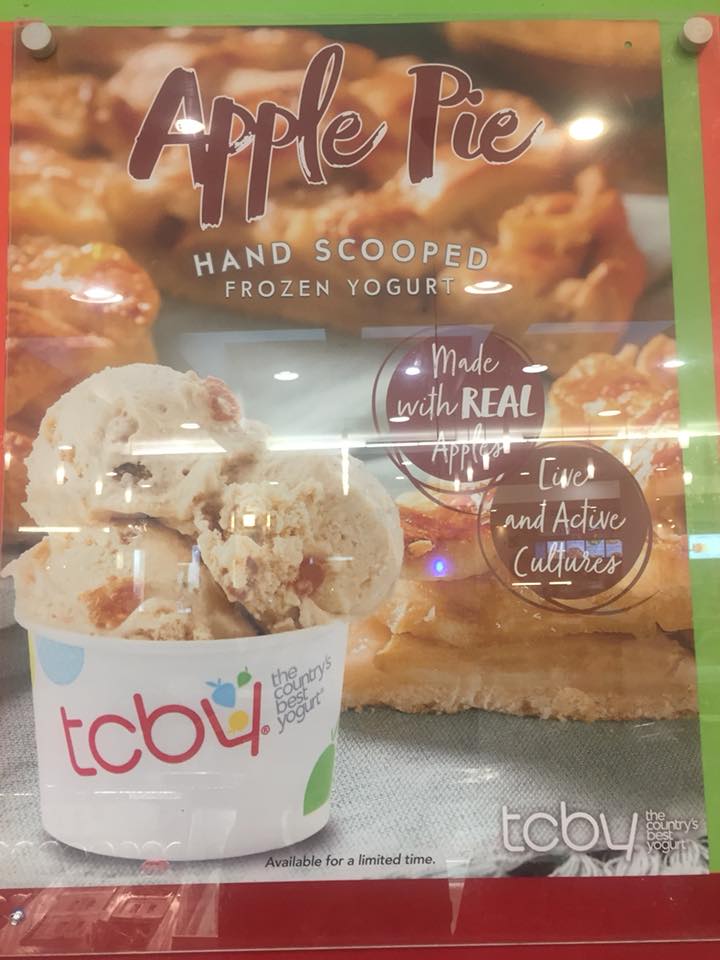 Apple Pie
HAND SCOOPED
FROZEN YOGURT
Made
with REAL
Apples
Live
and Active
Cultures
tcby®
the
country's
best
yogurt®
tcby
the
country's
best
yogurt®
Available for a limited time.